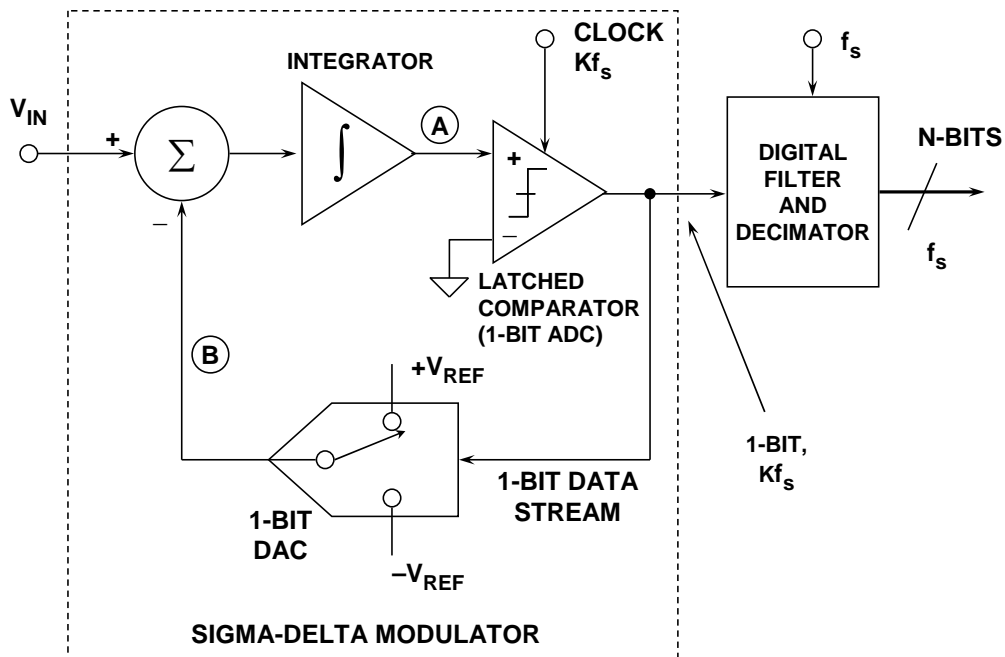 CLOCK
Kfs
fs
INTEGRATOR
VIN
+
Σ
–
∫
A
+
–
N-BITS
DIGITAL
FILTER
AND
DECIMATOR
fs
LATCHED
COMPARATOR
(1-BIT ADC)
B
+VREF
1-BIT,
Kfs
1-BIT DATA
STREAM
1-BIT
DAC
–VREF
SIGMA-DELTA MODULATOR